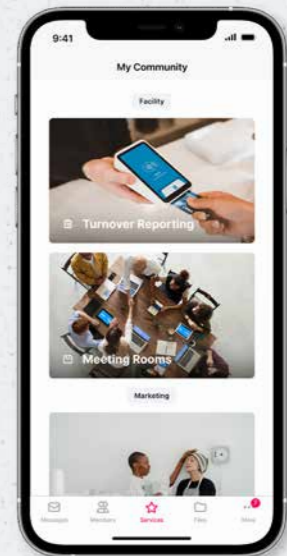 9:41
My Community
Facility
Turnover Reporting
Meeting Rooms
Marketing
Messages
Members
Services
Files
More